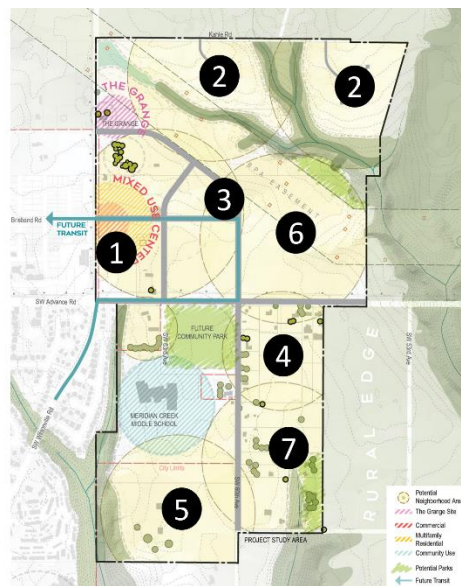 Kahle Rd
2
2
THE GRANGE
THE GRANGE
3
BPA EASEMENT
MIXED USE CENTER
FUTURE
TRANSIT
6
1
SW Advance Rd
FUTURE
COMMUNITY PARK
4
RURAL EDGE
MERIDIAN CREEK
MIDDLE SCHOOL
7
City Limits
5
PROJECT STUDY AREA
Potential
Neighborhood Area
The Grange Site
Commercial
Multifamily
Residential
Community Use
Potential Parks
Future Transit